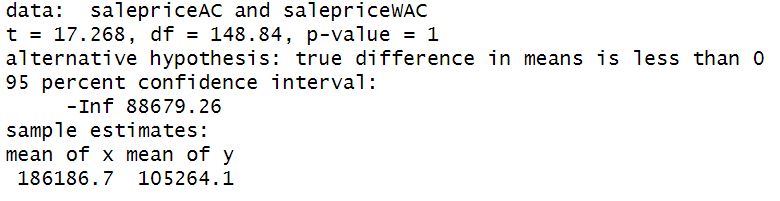 data:  salepriceAC and salepriceWAC
t = 17.268, df = 148.84, p-value = 1
alternative hypothesis: true difference in means is less than 0
95 percent confidence interval:
     -Inf 88679.26
sample estimates:
mean of x mean of y
 186186.7  105264.1